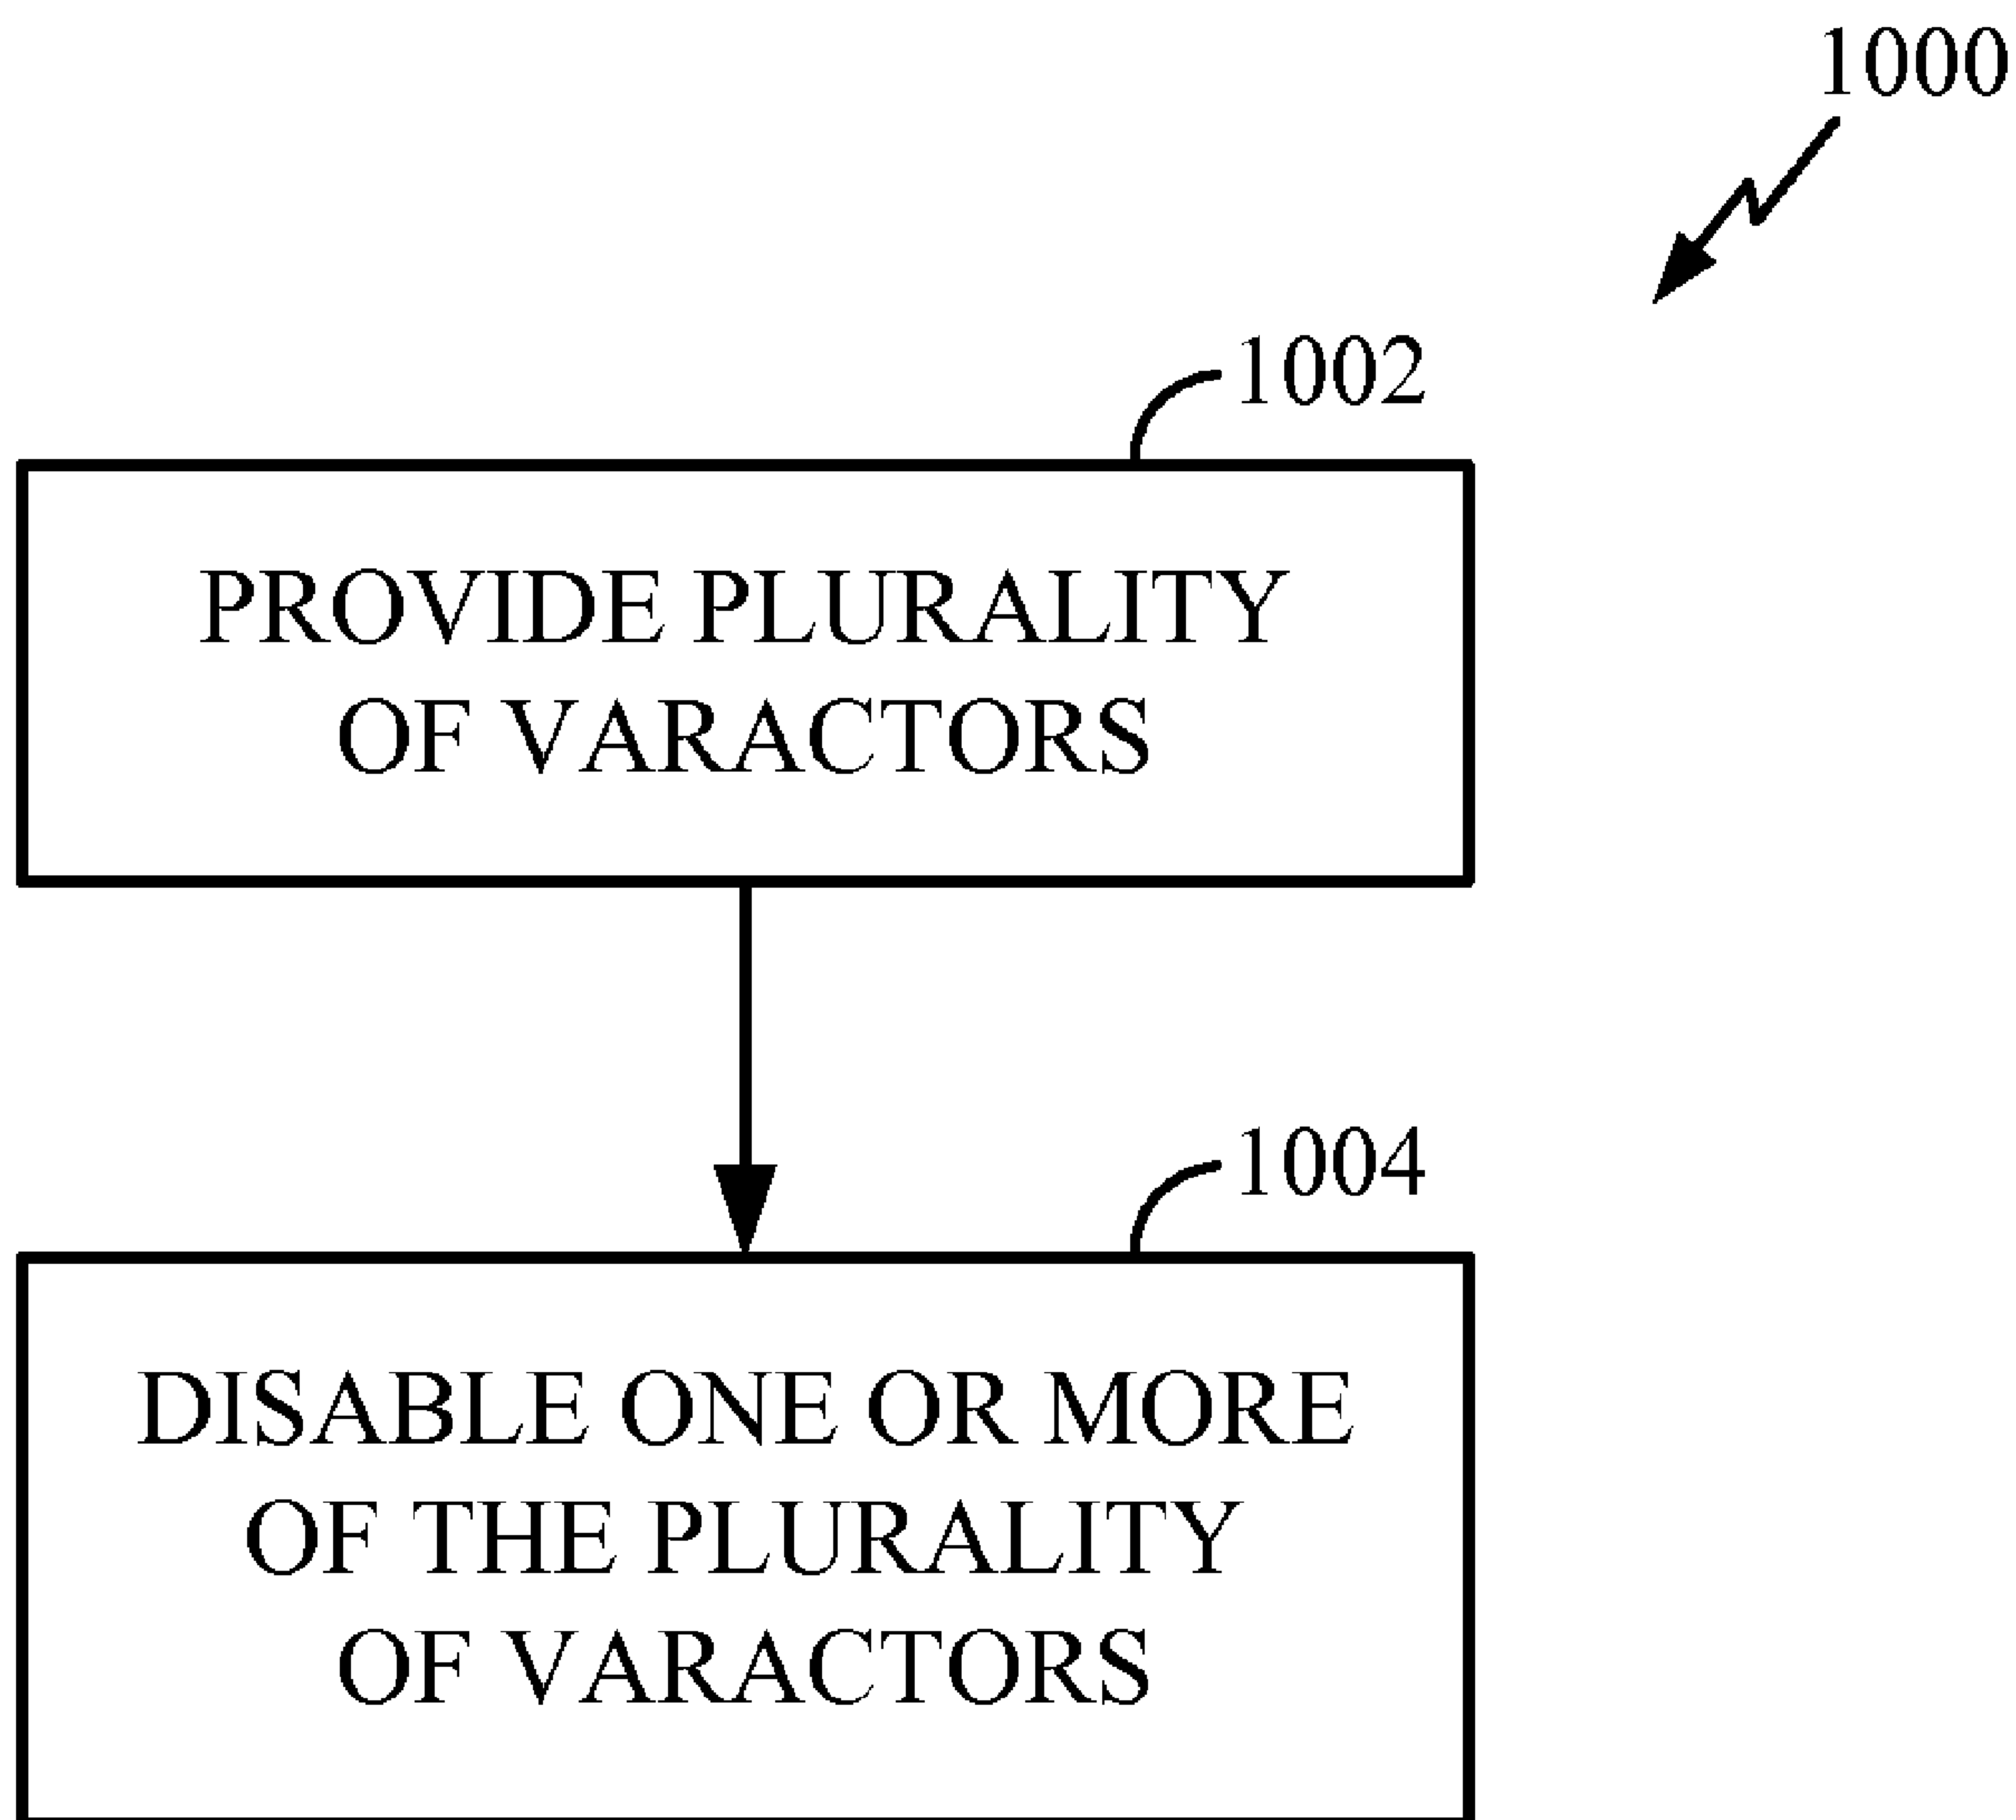 1000
1002
PROVIDE PLURALITY
OF VARACTORS
1004
DISABLE ONE OR MORE
OF THE PLURALITY
OF VARACTORS